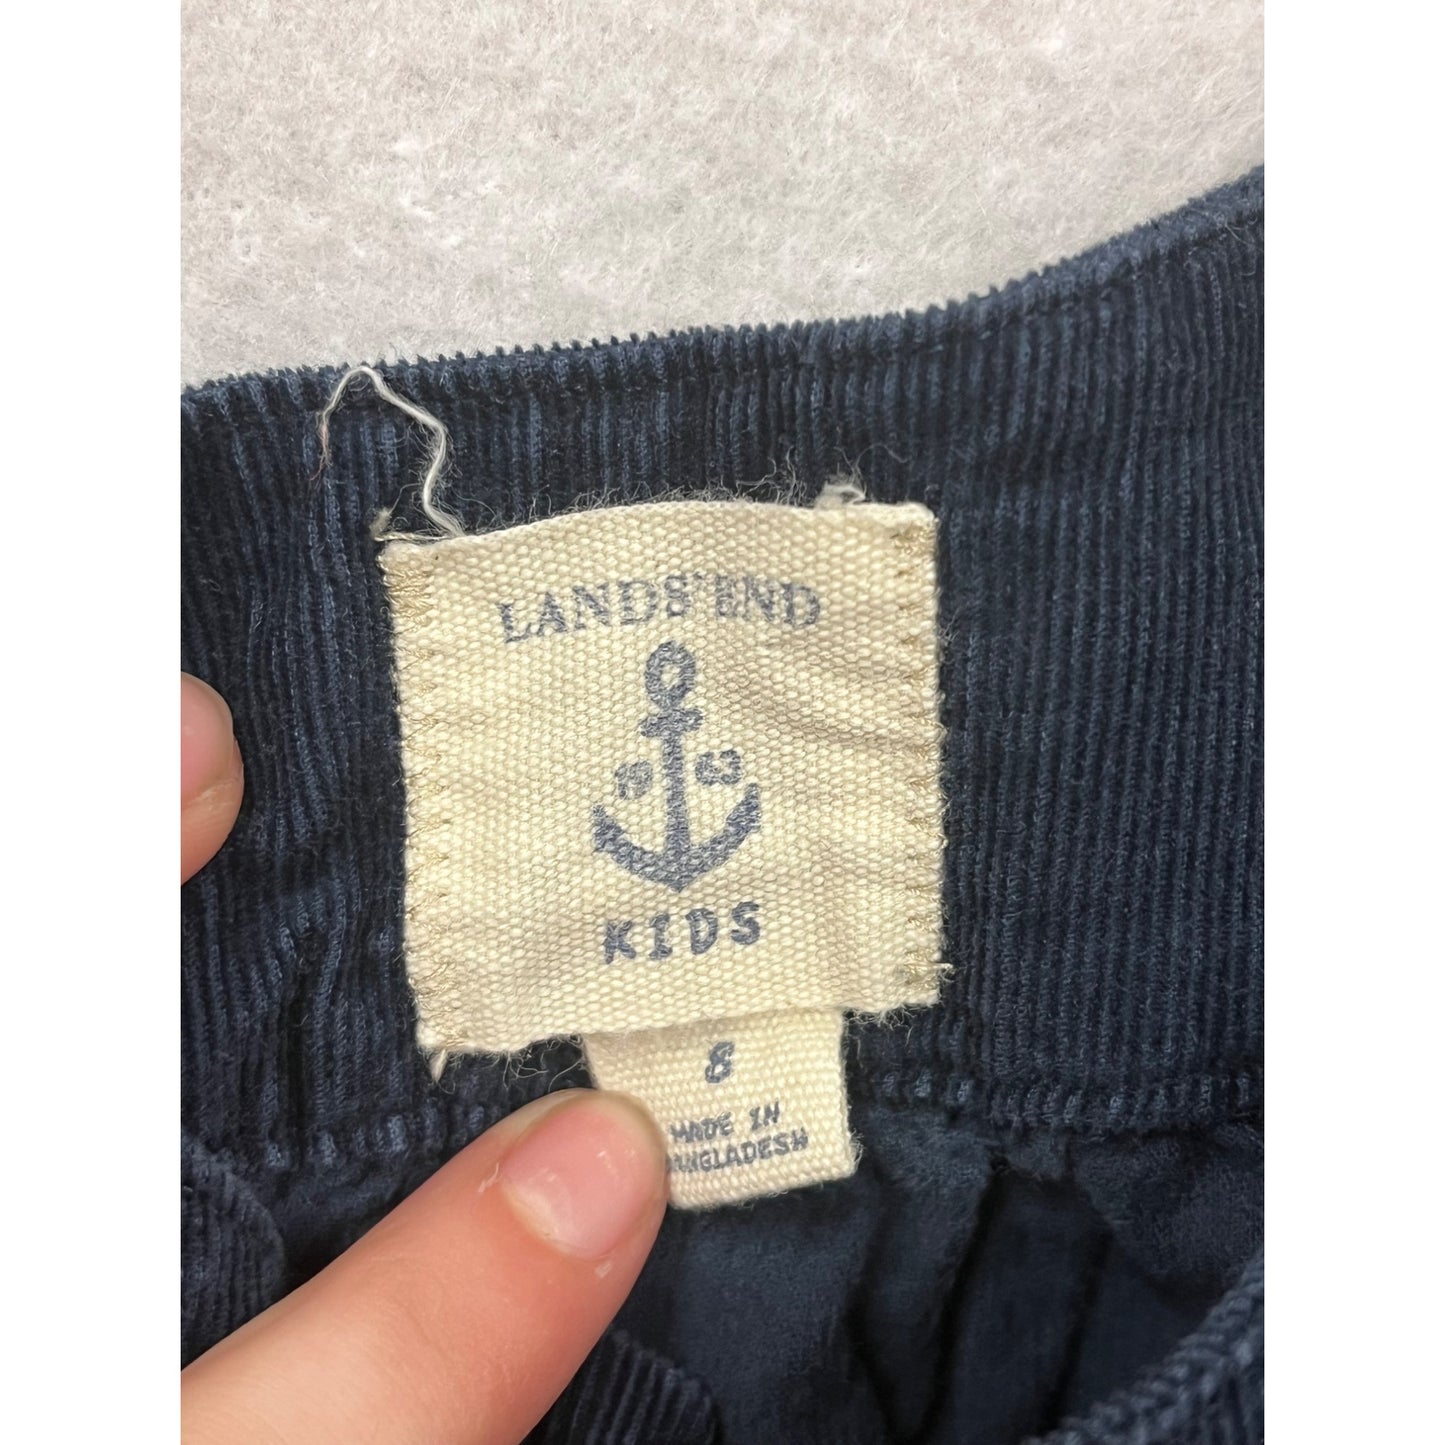 LANDS' END
19 63
KIDS
8
MADE IN
BANGLADESH